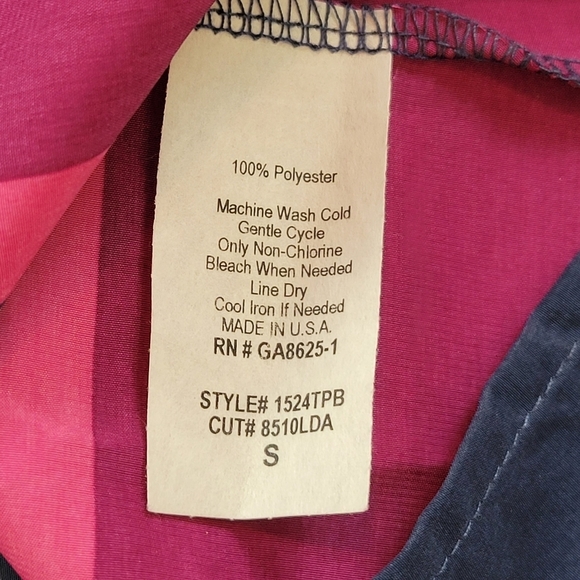 100% Polyester
Machine Wash Cold
Gentle Cycle
Only Non-Chlorine
Bleach When Needed
Line Dry
Cool Iron If Needed
MADE IN U.S.A.
RN # GA8625-1
STYLE# 1524TPB
CUT# 8510LDA
S